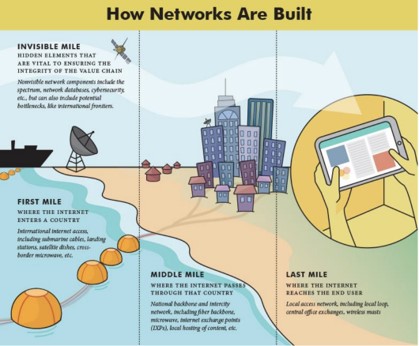 How Networks Are Built
INVISIBLE MILE
HIDDEN ELEMENTS THAT
ARE VITAL TO ENSURING THE
INTEGRITY OF THE VALUE CHAIN
Nonvisible network components include the
spectrum, network databases, cybersecurity,
etc., but can also include potential
bottlenecks, like international frontiers.
FIRST MILE
WHERE THE INTERNET
ENTERS A COUNTRY
International internet access,
including submarine cables, landing
stations, satellite dishes, cross-
border microwave, etc.
MIDDLE MILE
WHERE THE INTERNET PASSES
THROUGH THAT COUNTRY
National backbone and intercity
network, including fiber backbone,
microwave, internet exchange points
(IXPs), local hosting of content, etc.
LAST MILE
WHERE THE INTERNET
REACHES THE END USER
Local access network, including local loop,
central office exchanges, wireless masts